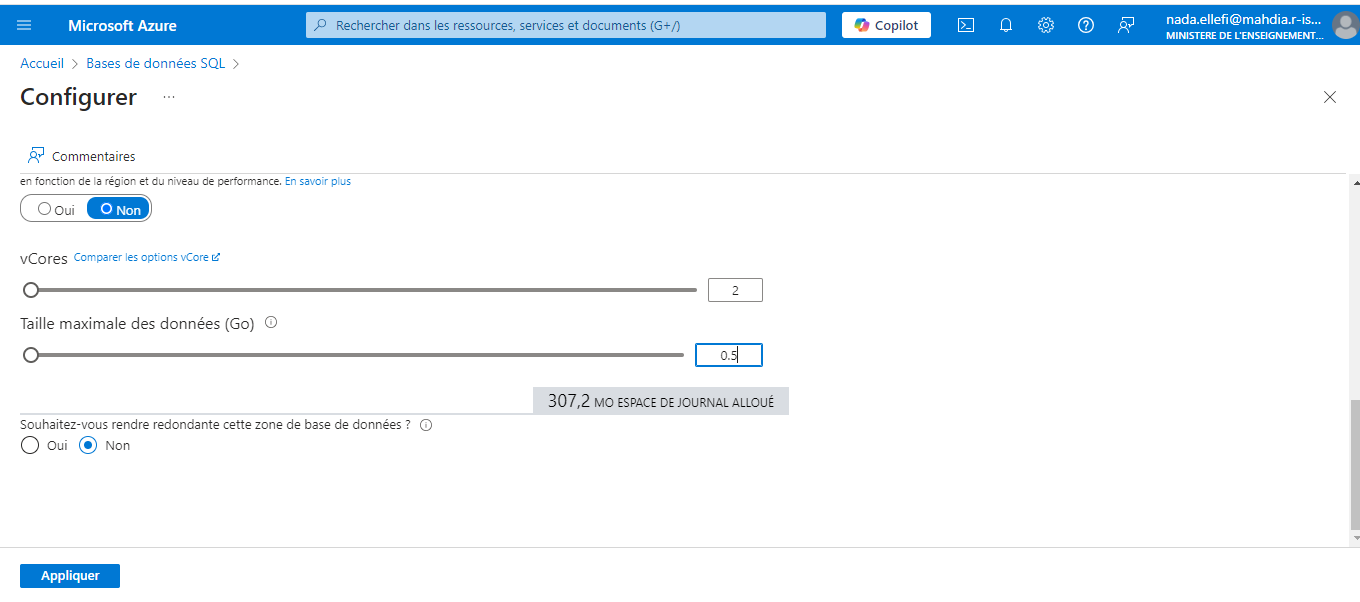 Microsoft Azure
Rechercher dans les ressources, services et documents (G+/)
Copilot
nada.ellefi@mahdia.r-is...
MINISTERE DE L'ENSEIGNEMENT...
Accueil > Bases de données SQL >
Configurer ...
Commentaires
en fonction de la région et du niveau de performance. En savoir plus
Oui Non
vCores Comparer les options vCore
2
Taille maximale des données (Go)
0.5
307,2 MO ESPACE DE JOURNAL ALLOUÉ
Souhaitez-vous rendre redondante cette zone de base de données ?
Oui Non
Appliquer